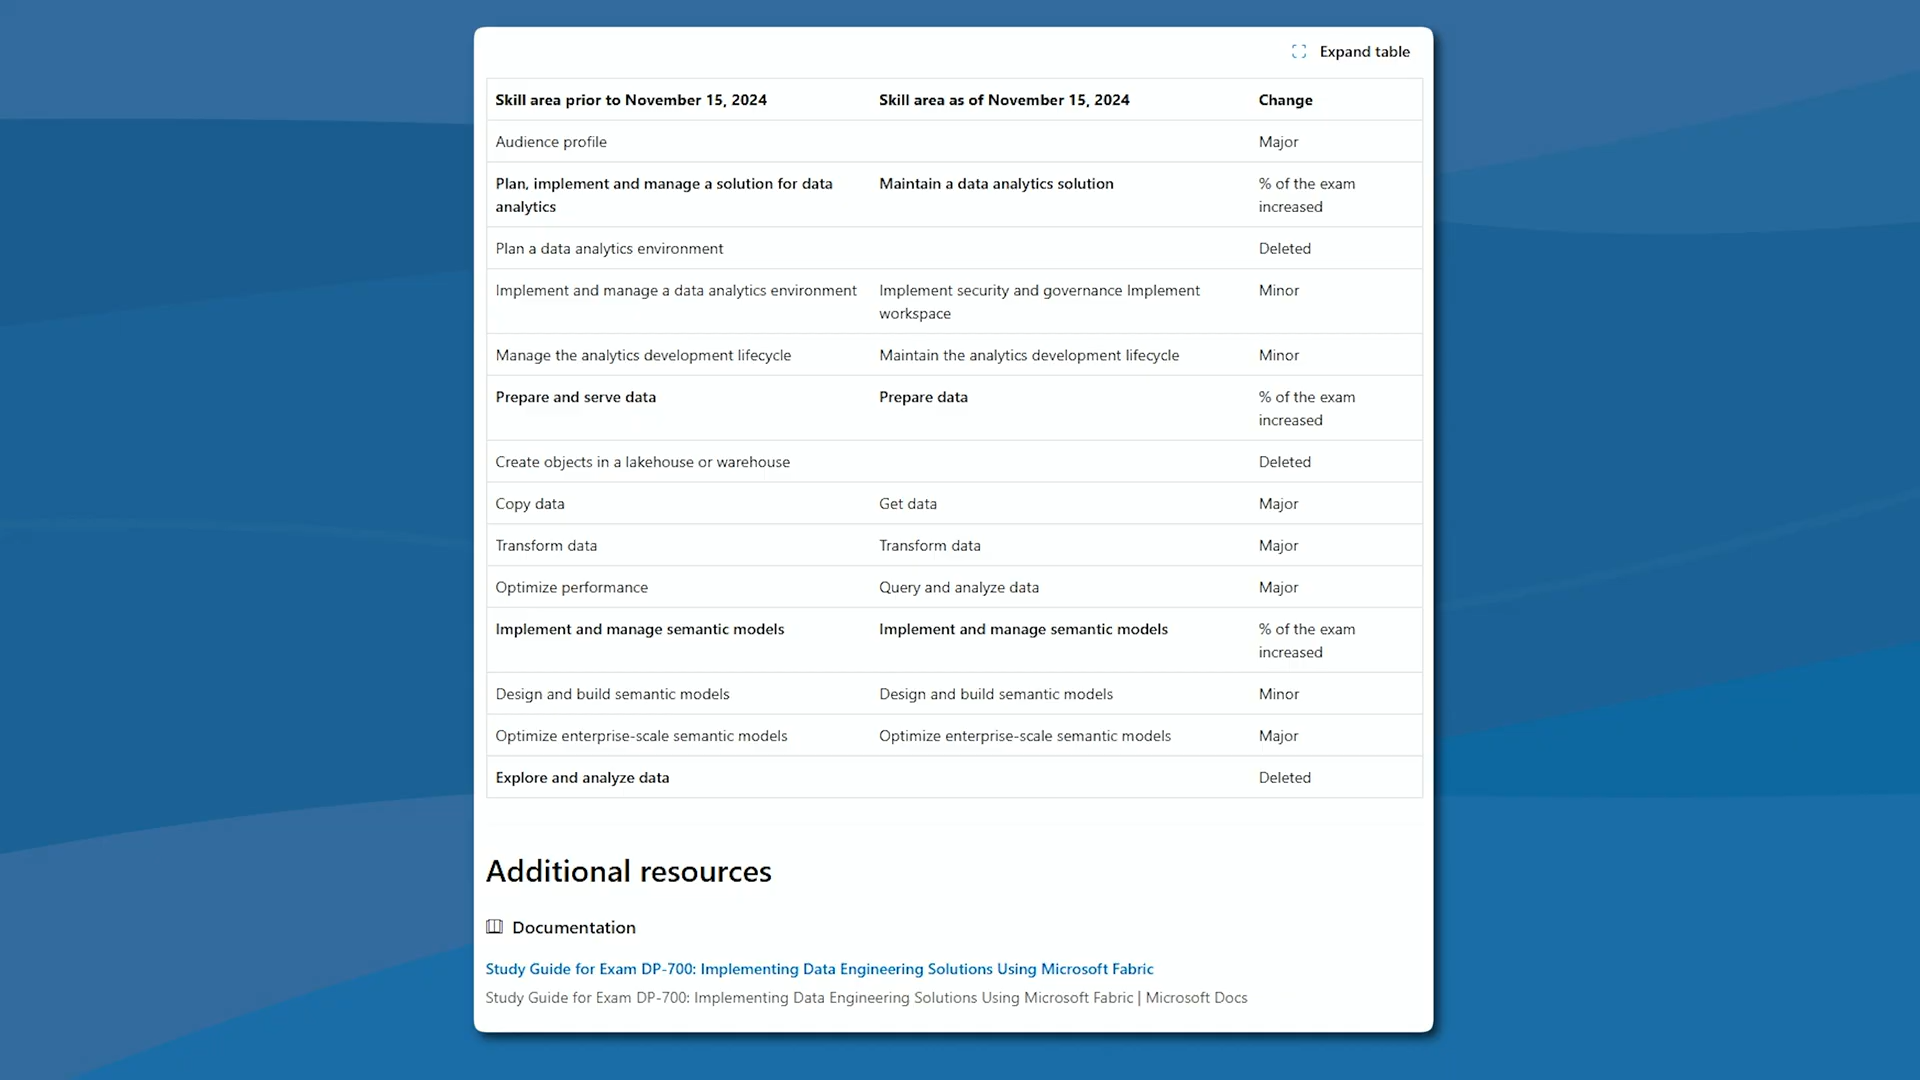 Expand table
Skill area prior to November 15, 2024 Skill area as of November 15, 2024 Change
Audience profile Major
Plan, implement and manage a solution for data Maintain a data analytics solution % of the exam
analytics increased
Plan a data analytics environment Deleted
Implement and manage a data analytics environment Implement security and governance Implement Minor
workspace
Manage the analytics development lifecycle Maintain the analytics development lifecycle Minor
Prepare and serve data Prepare data % of the exam
increased
Create objects in a lakehouse or warehouse Deleted
Copy data Get data Major
Transform data Transform data Major
Optimize performance Query and analyze data Major
Implement and manage semantic models Implement and manage semantic models % of the exam
increased
Design and build semantic models Design and build semantic models Minor
Optimize enterprise-scale semantic models Optimize enterprise-scale semantic models Major
Explore and analyze data Deleted
Additional resources
Documentation
Study Guide for Exam DP-700: Implementing Data Engineering Solutions Using Microsoft Fabric
Study Guide for Exam DP-700: Implementing Data Engineering Solutions Using Microsoft Fabric | Microsoft Docs